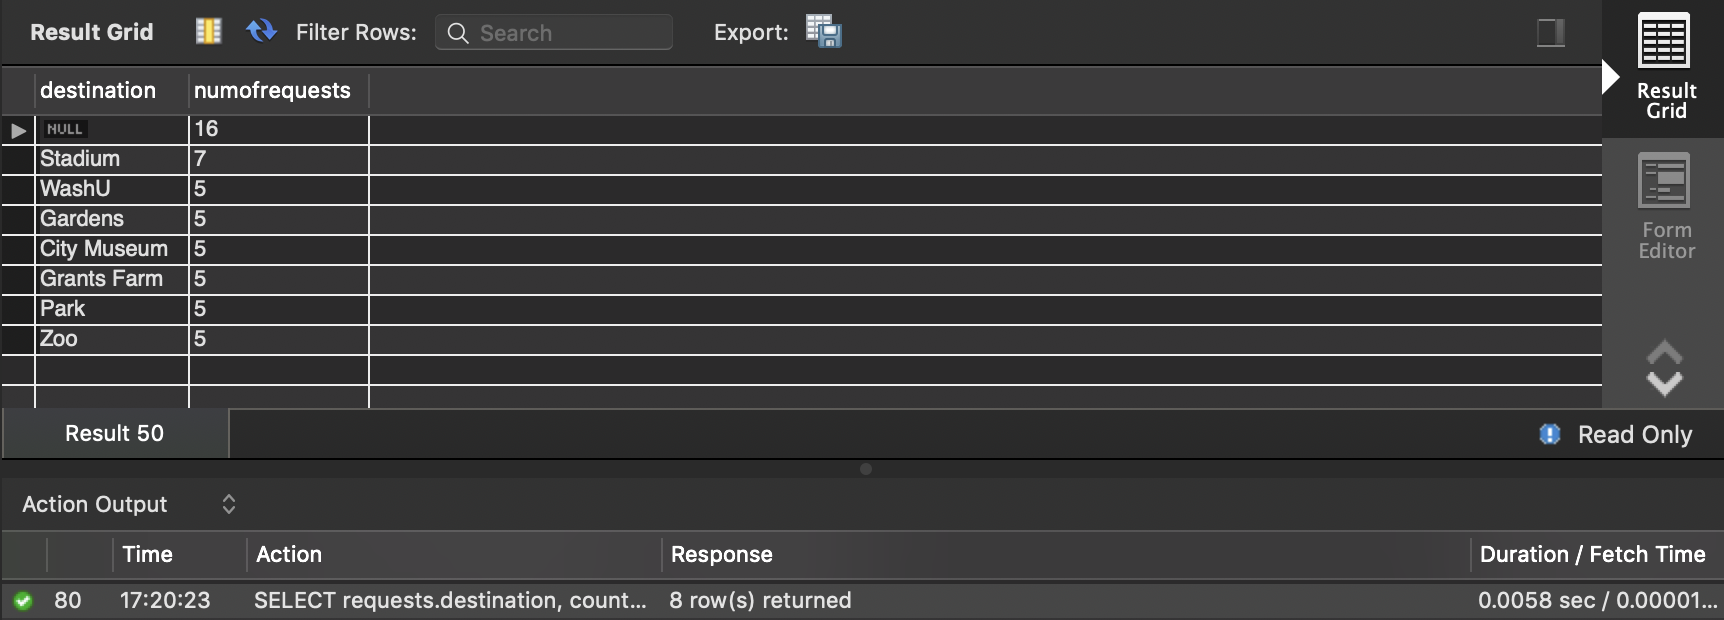 Result Grid Filter Rows: Search Export:
Result Grid
Form Editor
destination numofrequests
NULL 16
Stadium 7
WashU 5
Gardens 5
City Museum 5
Grants Farm 5
Park 5
Zoo 5
Result 50 Read Only
Action Output
Time Action Response Duration / Fetch Time
80 17:20:23 SELECT requests.destination, count... 8 row(s) returned 0.0058 sec / 0.00001...